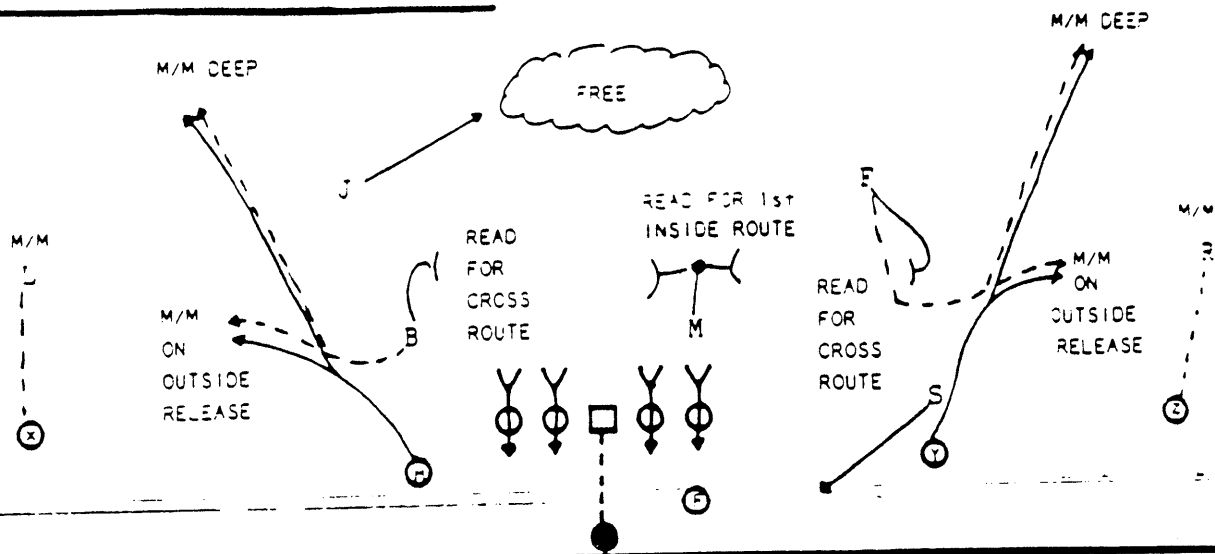 M/M DEEP
M/M DEEP
FREE
J
F
READ FOR 1st
INSIDE ROUTE
M/M
L
READ
FOR
CROSS
ROUTE
M/M
R
M/M
ON
OUTSIDE
RELEASE
B
M
READ
FOR
CROSS
ROUTE
M/M
ON
OUTSIDE
RELEASE
S
X
Z
H
Y
F